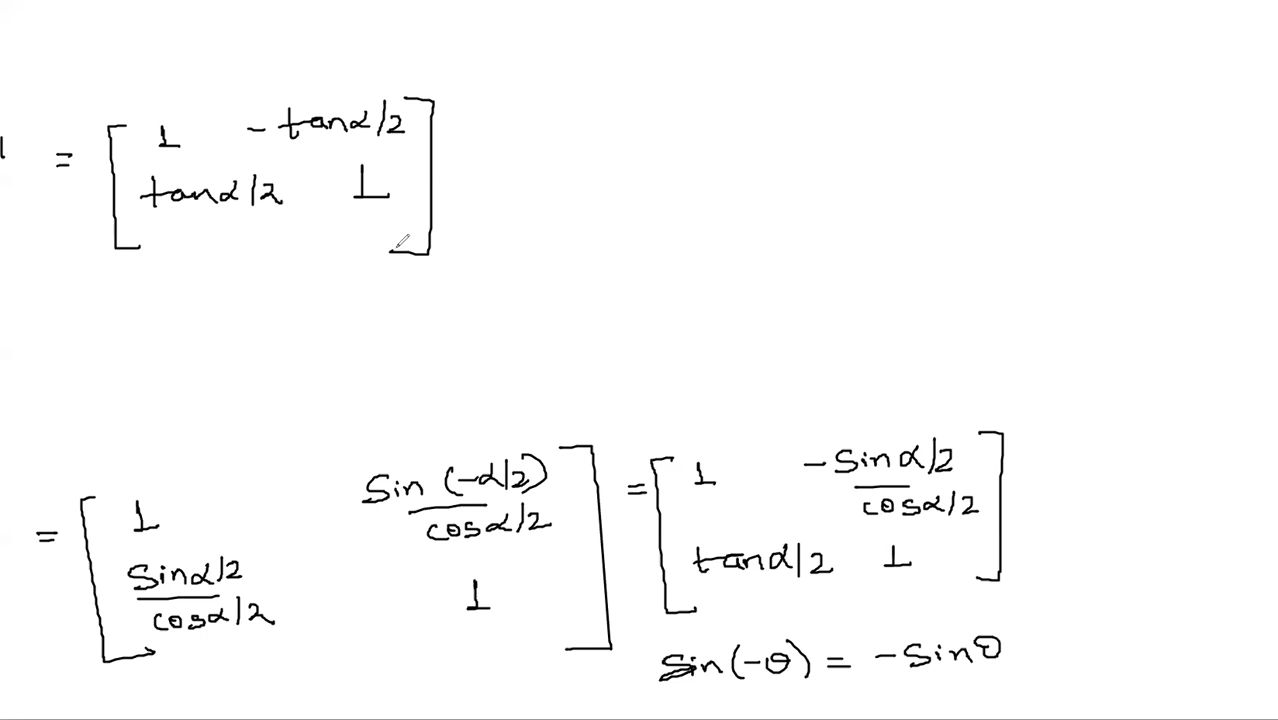 = [ 1 - tanα/2
tanα/2 1 ]
= [ 1 Sin (-α/2) / cosα/2
Sinα/2 / cosα/2 1 ]
= [ 1 - Sinα/2 / cosα/2
tanα/2 1 ]
Sin(-θ) = - Sinθ